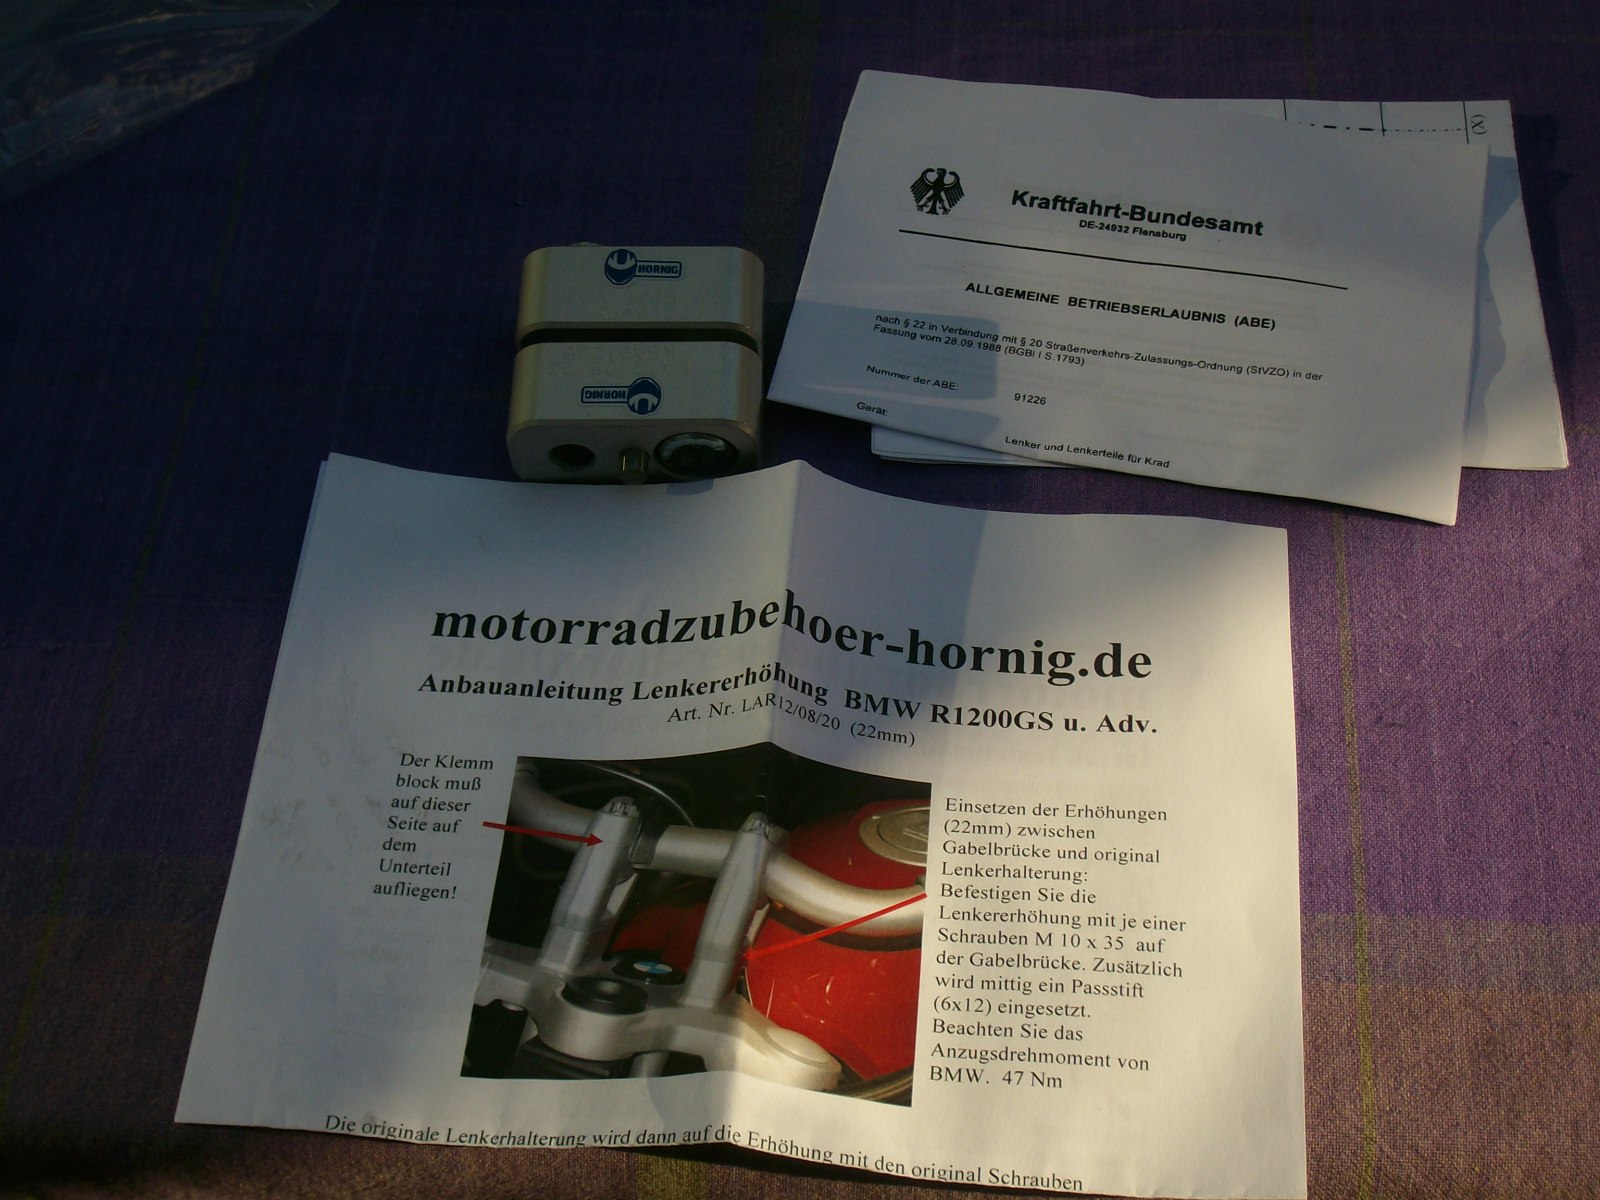 HORNIG
HORNIG
(X)
Kraftfahrt-Bundesamt
DE-24932 Flensburg
ALLGEMEINE BETRIEBSERLAUBNIS (ABE)
nach § 22 in Verbindung mit § 20 Straßenverkehrs-Zulassungs-Ordnung (StVZO) in der
Fassung vom 28.09.1988 (BGBl I S.1793)
Nummer der ABE: 91226
Gerät:
Lenker und Lenkerteile für Krad
motorradzubehoer-hornig.de
Anbauanleitung Lenkererhöhung BMW R1200GS u. Adv.
Art. Nr. LAR12/08/20 (22mm)
Der Klemm
block muß
auf dieser
Seite auf
dem
Unterteil
aufliegen!
Einsetzen der Erhöhungen
(22mm) zwischen
Gabelbrücke und original
Lenkerhalterung:
Befestigen Sie die
Lenkererhöhung mit je einer
Schrauben M 10 x 35 auf
der Gabelbrücke. Zusätzlich
wird mittig ein Passstift
(6x12) eingesetzt.
Beachten Sie das
Anzugsdrehmoment von
BMW. 47 Nm
Die originale Lenkerhalterung wird dann auf die Erhöhung mit den original Schrauben